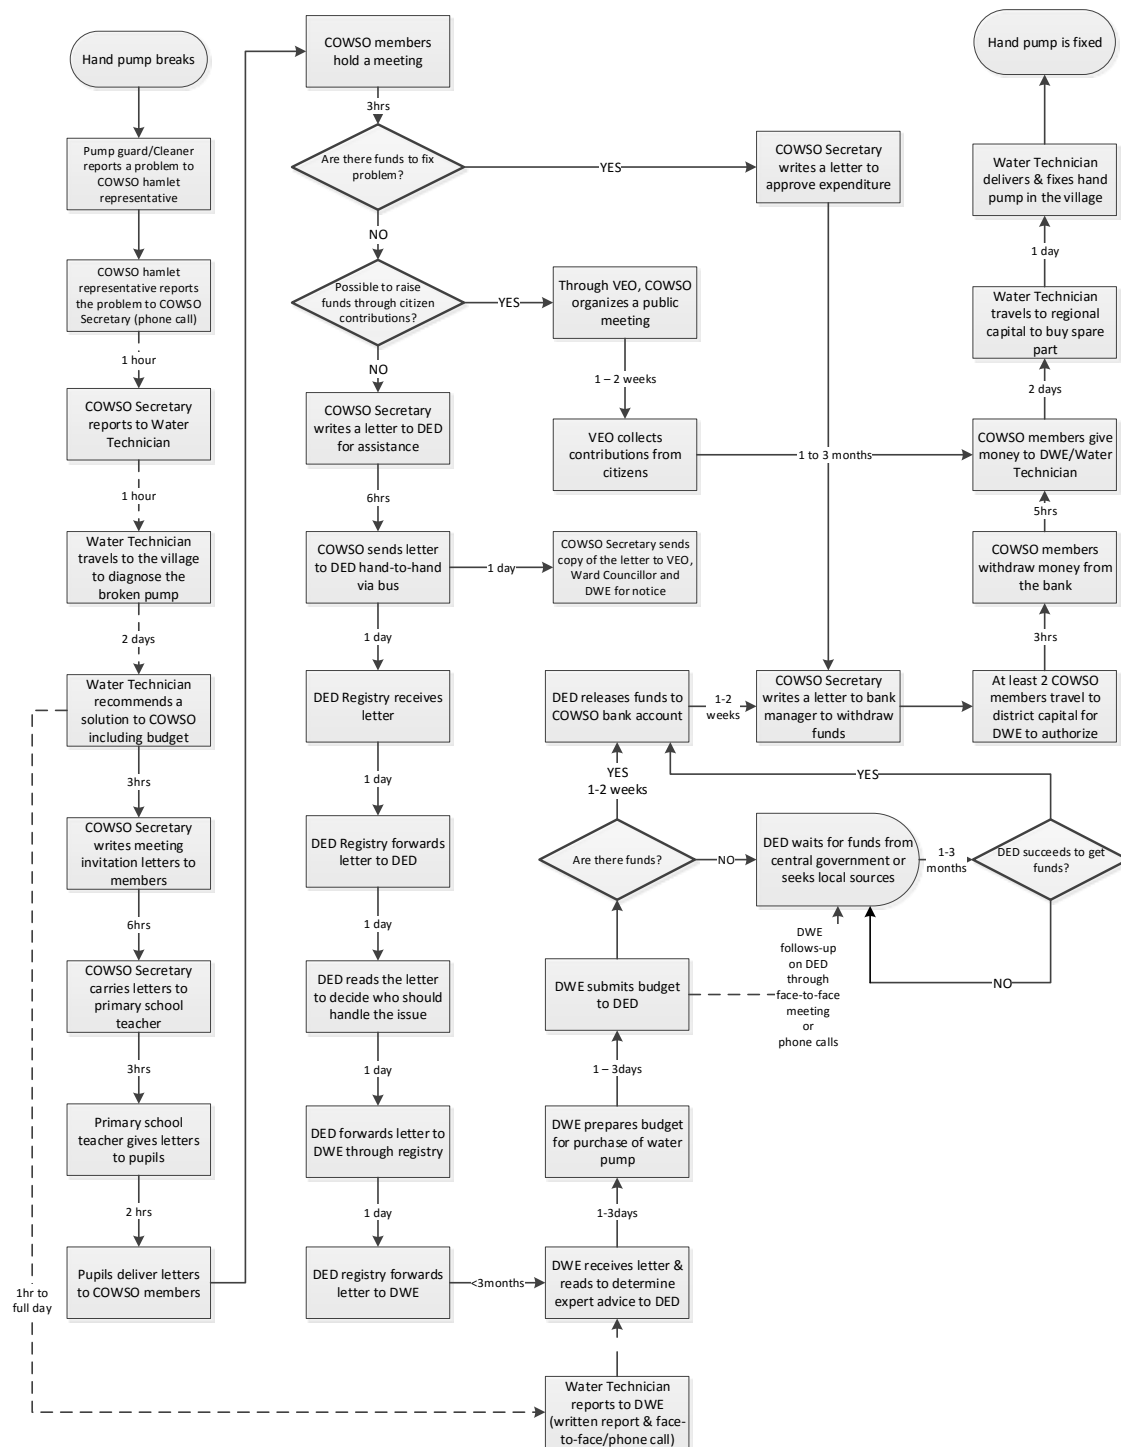 Hand pump breaks
Pump guard/Cleaner
reports a problem to
COWSO hamlet
representative
COWSO hamlet
representative reports
the problem to COWSO
Secretary (phone call)
1 hour
COWSO Secretary
reports to Water
Technician
1 hour
Water Technician
travels to the village
to diagnose the
broken pump
2 days
Water Technician
recommends a
solution to COWSO
including budget
3hrs
COWSO Secretary
writes meeting
invitation letters to
members
6hrs
COWSO Secretary
carries letters to
primary school
teacher
3hrs
Primary school
teacher gives letters
to pupils
2 hrs
Pupils deliver letters
to COWSO members
1hr to
full day
COWSO members
hold a meeting
3hrs
Are there funds to fix
problem?
YES
NO
Possible to raise
funds through citizen
contributions?
YES
NO
COWSO Secretary
writes a letter to DED
for assistance
6hrs
COWSO sends letter
to DED hand-to-hand
via bus
1 day
1 day
DED Registry receives
letter
1 day
DED Registry forwards
letter to DED
1 day
DED reads the letter
to decide who should
handle the issue
1 day
DED forwards letter to
DWE through registry
1 day
DED registry forwards
letter to DWE
<3months
Through VEO, COWSO
organizes a public
meeting
1 – 2 weeks
VEO collects
contributions from
citizens
1 to 3 months
COWSO Secretary sends
copy of the letter to VEO,
Ward Councillor and
DWE for notice
DED releases funds to
COWSO bank account
1-2
weeks
YES
1-2 weeks
Are there funds?
NO
DWE submits budget
to DED
1 – 3days
DWE prepares budget
for purchase of water
pump
1-3days
DWE receives letter &
reads to determine
expert advice to DED
Water Technician
reports to DWE
(written report & face-
to-face/phone call)
COWSO Secretary
writes a letter to
approve expenditure
COWSO Secretary
writes a letter to bank
manager to withdraw
funds
DED waits for funds from
central government or
seeks local sources
1-3
months
DWE
follows-up
on DED
through
face-to-face
meeting
or
phone calls
DED succeeds to get
funds?
YES
NO
Hand pump is fixed
Water Technician
delivers & fixes hand
pump in the village
1 day
Water Technician
travels to regional
capital to buy spare
part
2 days
COWSO members give
money to DWE/Water
Technician
5hrs
COWSO members
withdraw money from
the bank
3hrs
At least 2 COWSO
members travel to
district capital for
DWE to authorize